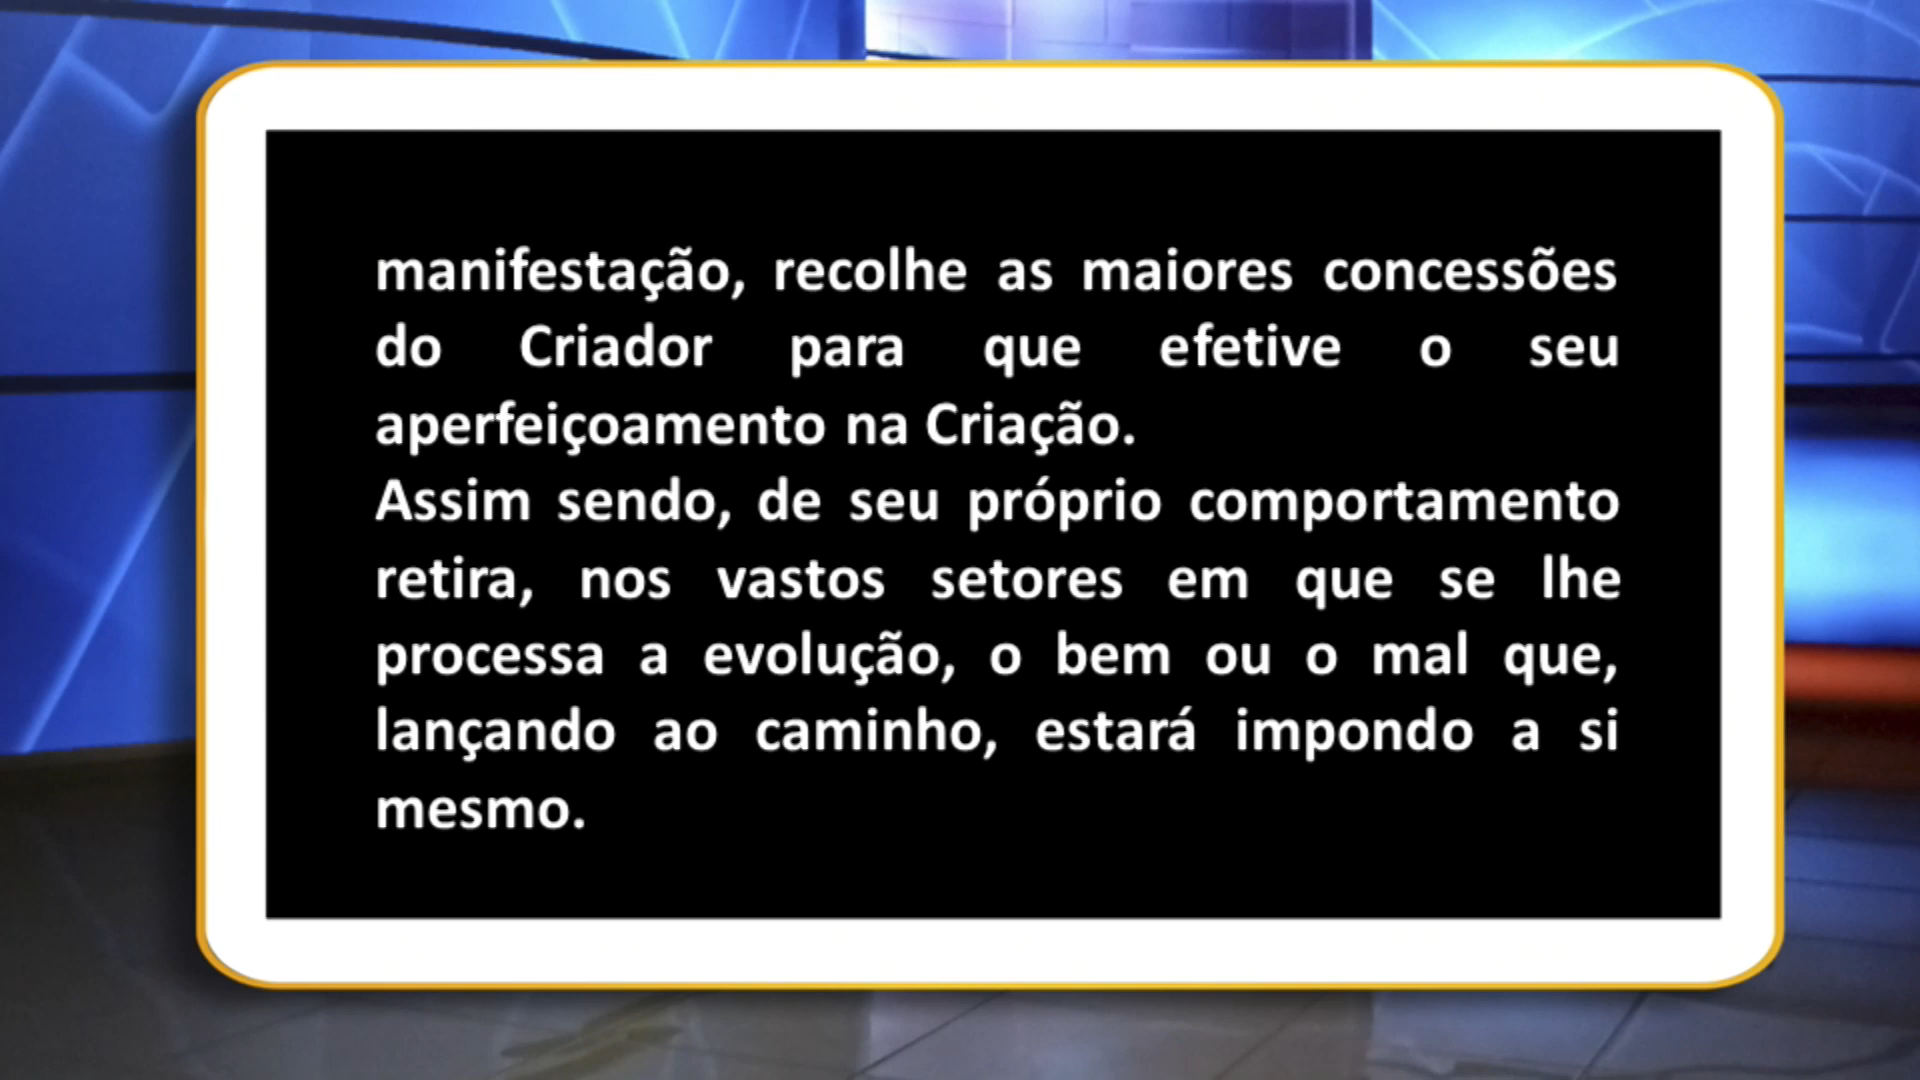 manifestação, recolhe as maiores concessões
do Criador para que efetive o seu
aperfeiçoamento na Criação.
Assim sendo, de seu próprio comportamento
retira, nos vastos setores em que se lhe
processa a evolução, o bem ou o mal que,
lançando ao caminho, estará impondo a si
mesmo.